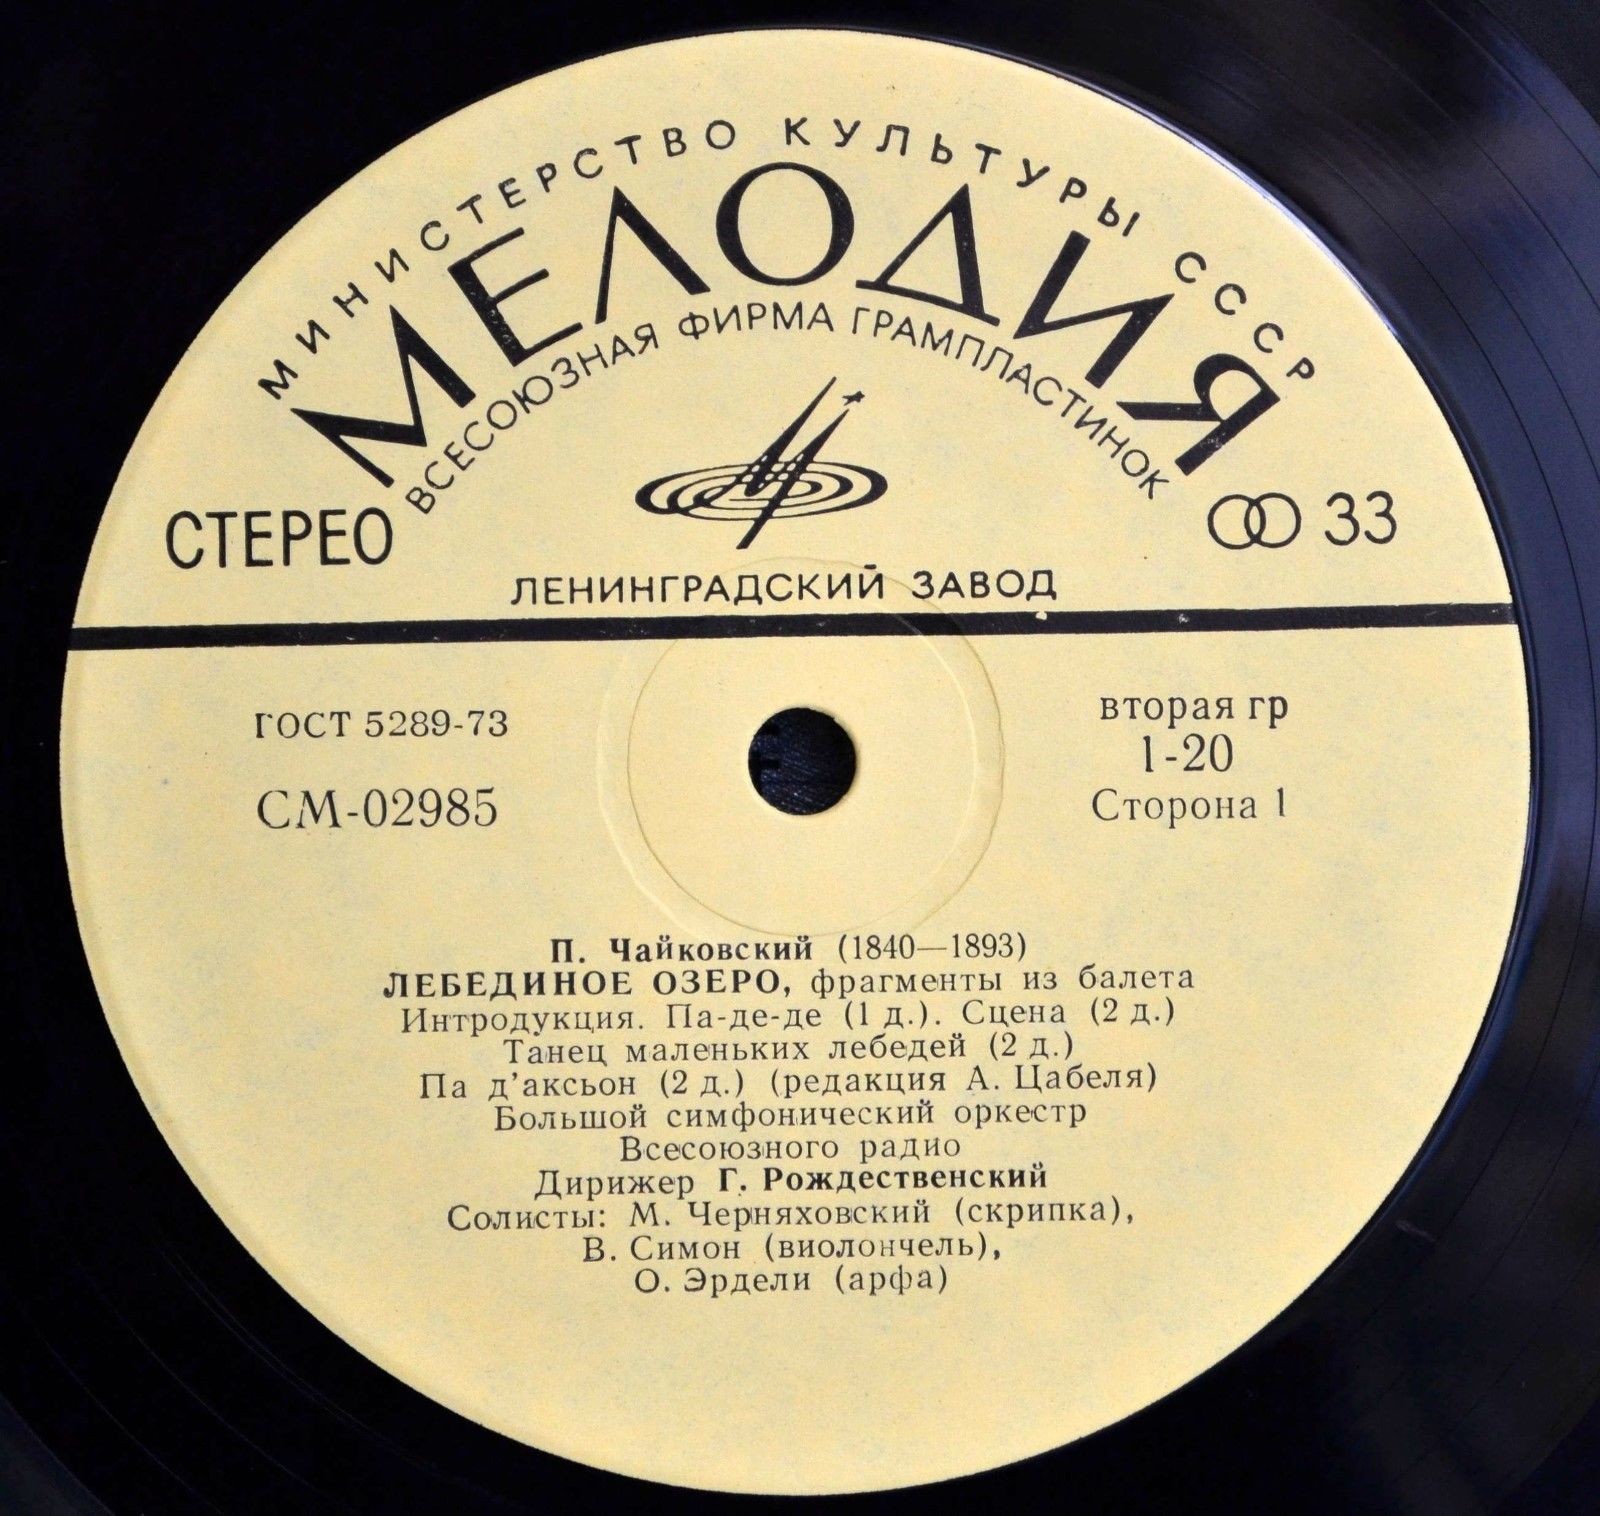 МИНИСТЕРСТВО КУЛЬТУРЫ СССР
МЕЛОДИЯ
ВСЕСОЮЗНАЯ ФИРМА ГРАМПЛАСТИНОК
СТЕРЕО
33
ЛЕНИНГРАДСКИЙ ЗАВОД
ГОСТ 5289-73
СМ-02985
вторая гр
1-20
Сторона 1
П. Чайковский (1840—1893)
ЛЕБЕДИНОЕ ОЗЕРО, фрагменты из балета
Интродукция. Па-де-де (1 д.). Сцена (2 д.)
Танец маленьких лебедей (2 д.)
Па д'аксьон (2 д.) (редакция А. Цабеля)
Большой симфонический оркестр
Всесоюзного радио
Дирижер Г. Рождественский
Солисты: М. Черняховский (скрипка),
В. Симон (виолончель),
О. Эрдели (арфа)